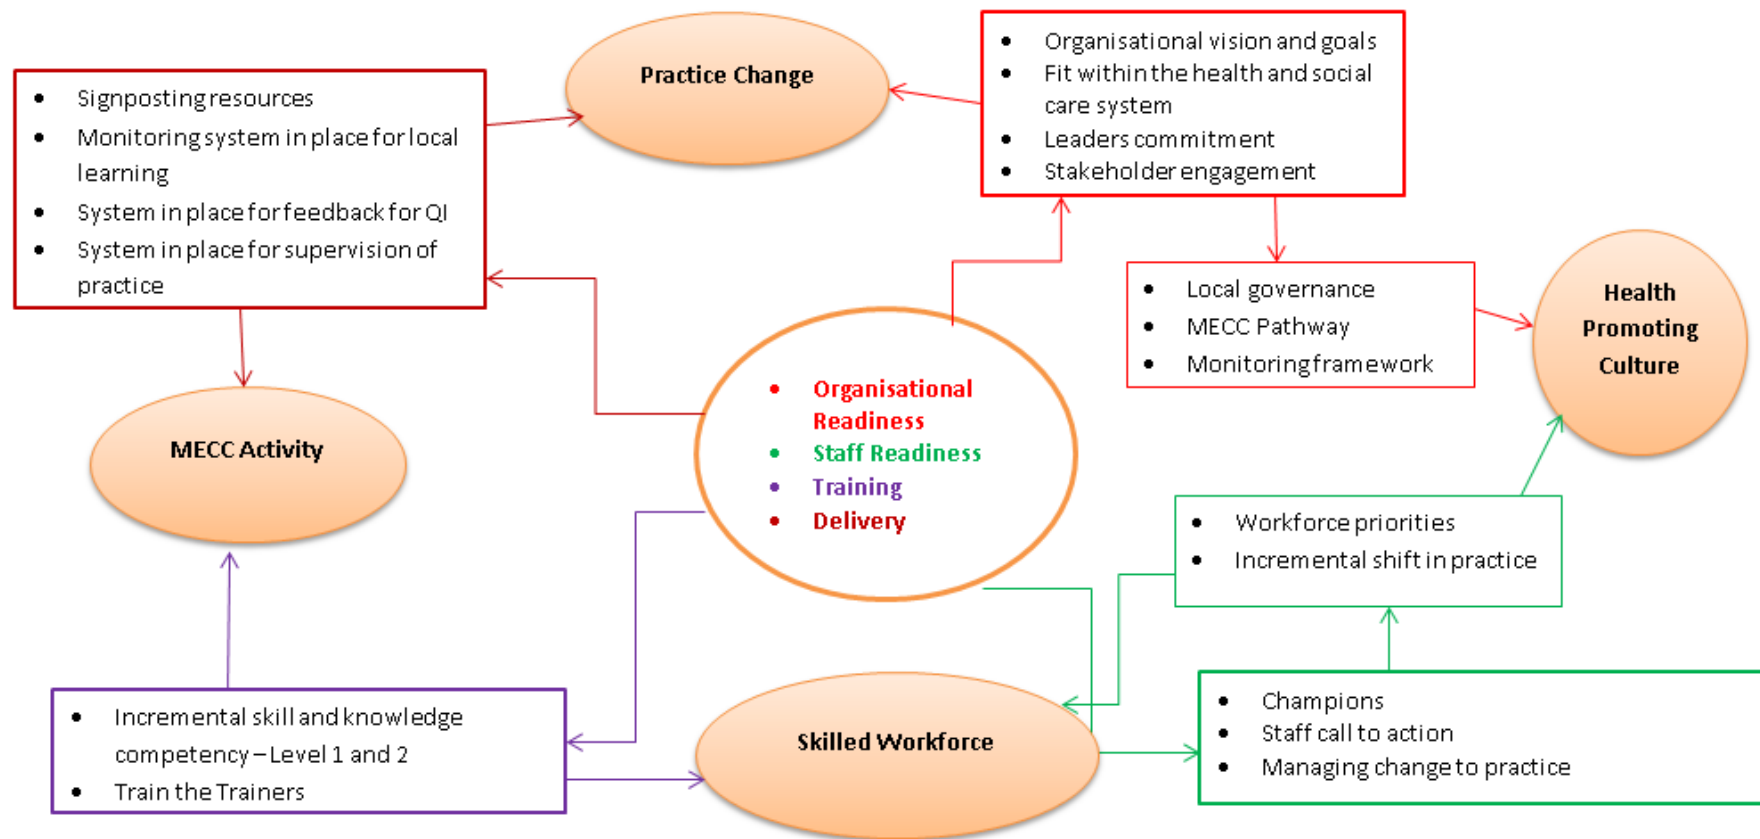 Practice Change
• Organisational vision and goals
• Fit within the health and social
care system
• Leaders commitment
• Stakeholder engagement
• Signposting resources
• Monitoring system in place for local
learning
• System in place for feedback for QI
• System in place for supervision of
practice
• Local governance
• MECC Pathway
• Monitoring framework
Health
Promoting
Culture
• Organisational
Readiness
• Staff Readiness
• Training
• Delivery
MECC Activity
• Workforce priorities
• Incremental shift in practice
• Incremental skill and knowledge
competency – Level 1 and 2
• Train the Trainers
Skilled Workforce
• Champions
• Staff call to action
• Managing change to practice